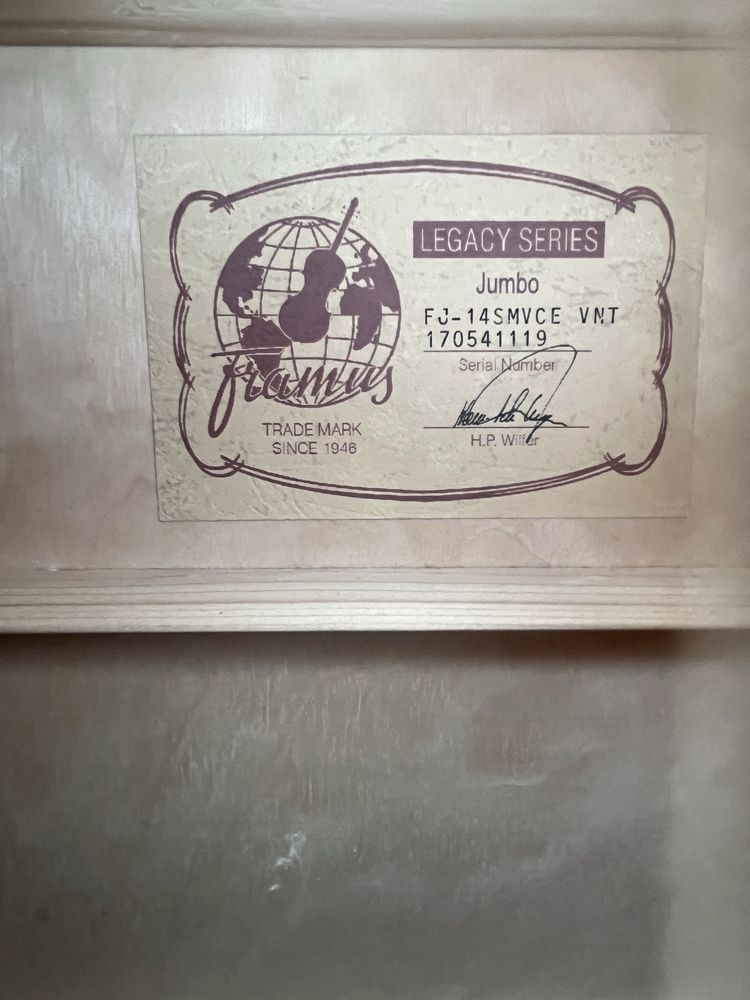 LEGACY SERIES
Jumbo
FJ-14SMVCE VNT
170541119
Serial Number
H.P. Wilfer
framus
TRADE MARK
SINCE 1946